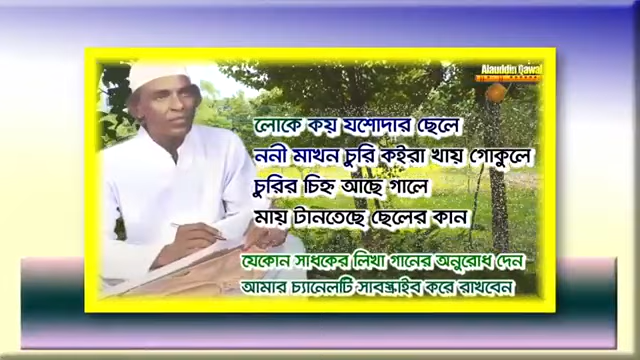 Alauddin Qawal
লোকে কয় যশোদার ছেলে
ননী মাখন চুরি কইরা খায় গোকুলে
চুরির চিহ্ন আছে গালে
মায় টানতেছে ছেলের কান
যেকোন সাধকের লিখা গানের অনুরোধ দেন
আমার চ্যানেলটি সাবস্ক্রাইব করে রাখবেন